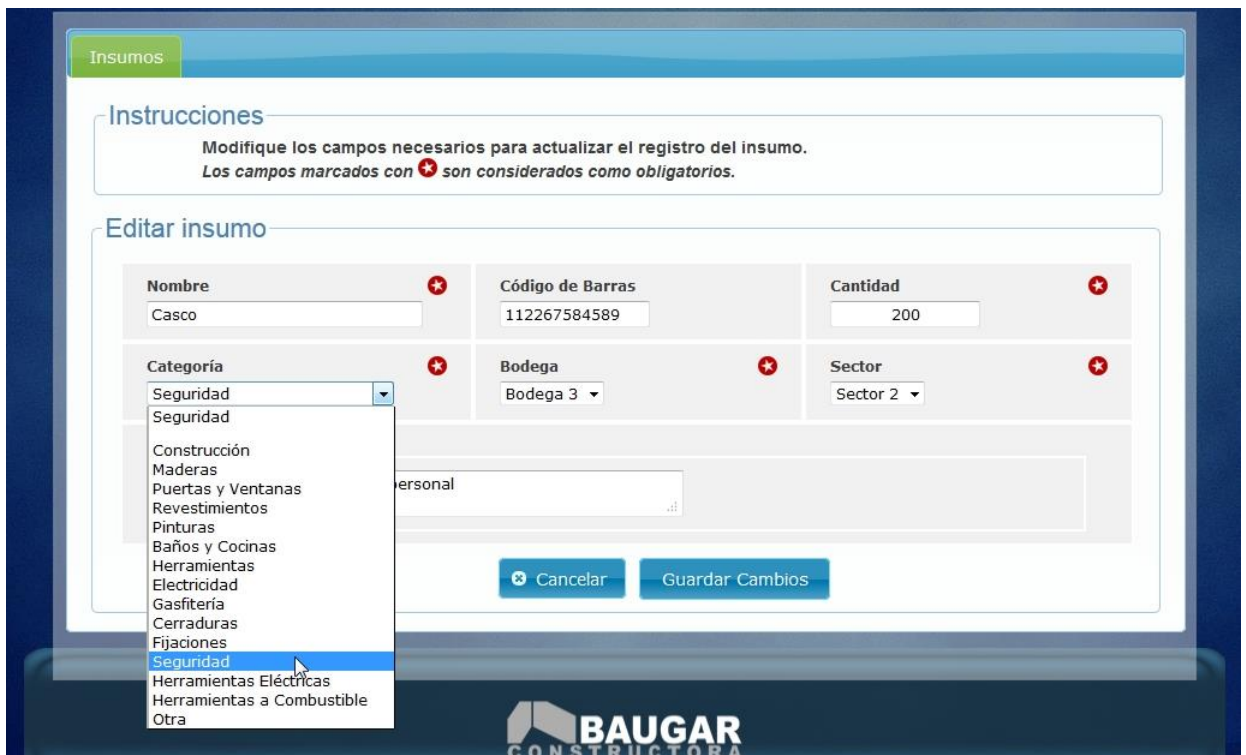 Insumos
Instrucciones
Modifique los campos necesarios para actualizar el registro del insumo.
Los campos marcados con son considerados como obligatorios.
Editar insumo
Nombre
Código de Barras
Cantidad
Casco
112267584589
200
Categoría
Bodega
Sector
Seguridad
Bodega 3
Sector 2
Seguridad
Construcción
Maderas
Puertas y Ventanas
personal
Revestimientos
Pinturas
Baños y Cocinas
Herramientas
Electricidad
Cancelar
Guardar Cambios
Gasfitería
Cerraduras
Fijaciones
Seguridad
Herramientas Eléctricas
Herramientas a Combustible
Otra
BAUGAR
CONSTRUCTORA